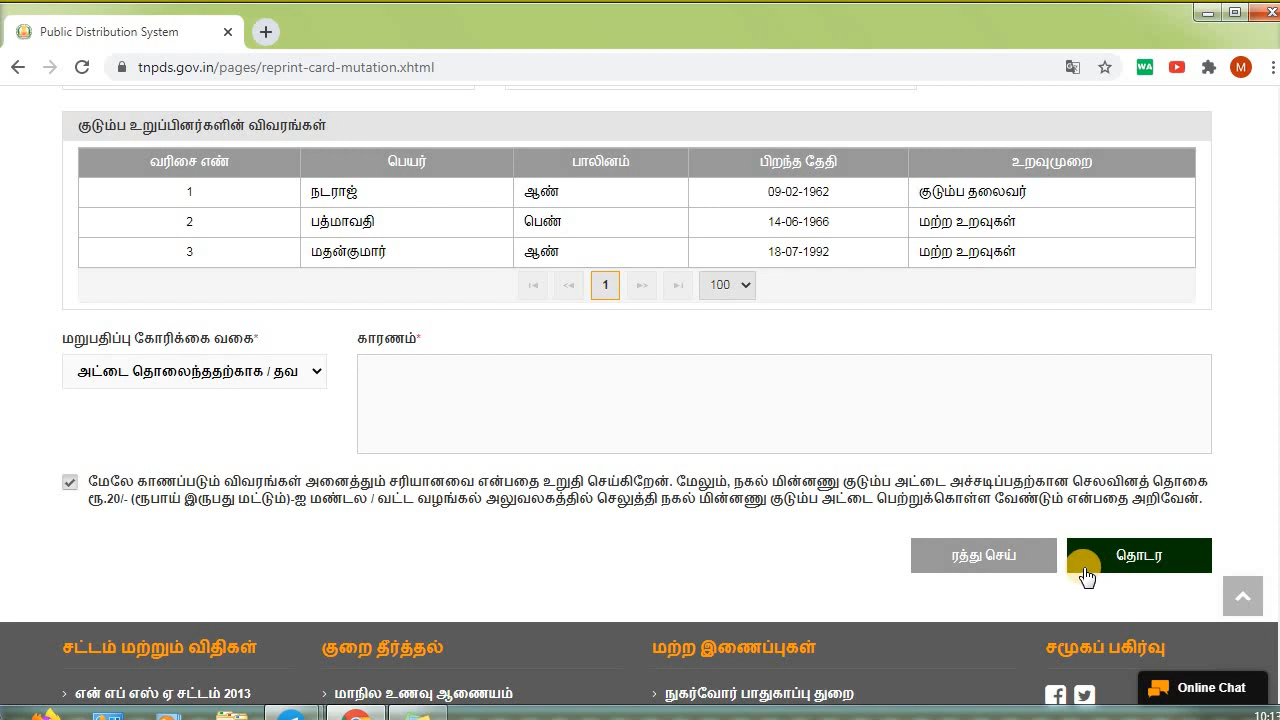 Public Distribution System
tnpds.gov.in/pages/reprint-card-mutation.xhtml
WA
M
குடும்ப உறுப்பினர்களின் விவரங்கள்
வரிசை எண் பெயர் பாலினம் பிறந்த தேதி உறவுமுறை
1 நடராஜ் ஆண் 09-02-1962 குடும்ப தலைவர்
2 பத்மாவதி பெண் 14-06-1966 மற்ற உறவுகள்
3 மதன்குமார் ஆண் 18-07-1992 மற்ற உறவுகள்
1 100
மறுபதிப்பு கோரிக்கை வகை* காரணம்*
அட்டை தொலைந்ததற்காக / தவ
மேலே காணப்படும் விவரங்கள் அனைத்தும் சரியானவை என்பதை உறுதி செய்கிறேன். மேலும், நகல் மின்னணு குடும்ப அட்டை அச்சடிப்பதற்கான செலவினத் தொகை
ரூ.20/- (ரூபாய் இருபது மட்டும்)-ஐ மண்டல / வட்ட வழங்கல் அலுவலகத்தில் செலுத்தி நகல் மின்னணு குடும்ப அட்டை பெற்றுக்கொள்ள வேண்டும் என்பதை அறிவேன்.
ரத்து செய் தொடர
சட்டம் மற்றும் விதிகள் குறை தீர்த்தல் மற்ற இணைப்புகள் சமூகப் பகிர்வு
என் எப் எஸ் ஏ சட்டம் 2013 மாநில உணவு ஆணையம் நுகர்வோர் பாதுகாப்பு துறை
Online Chat